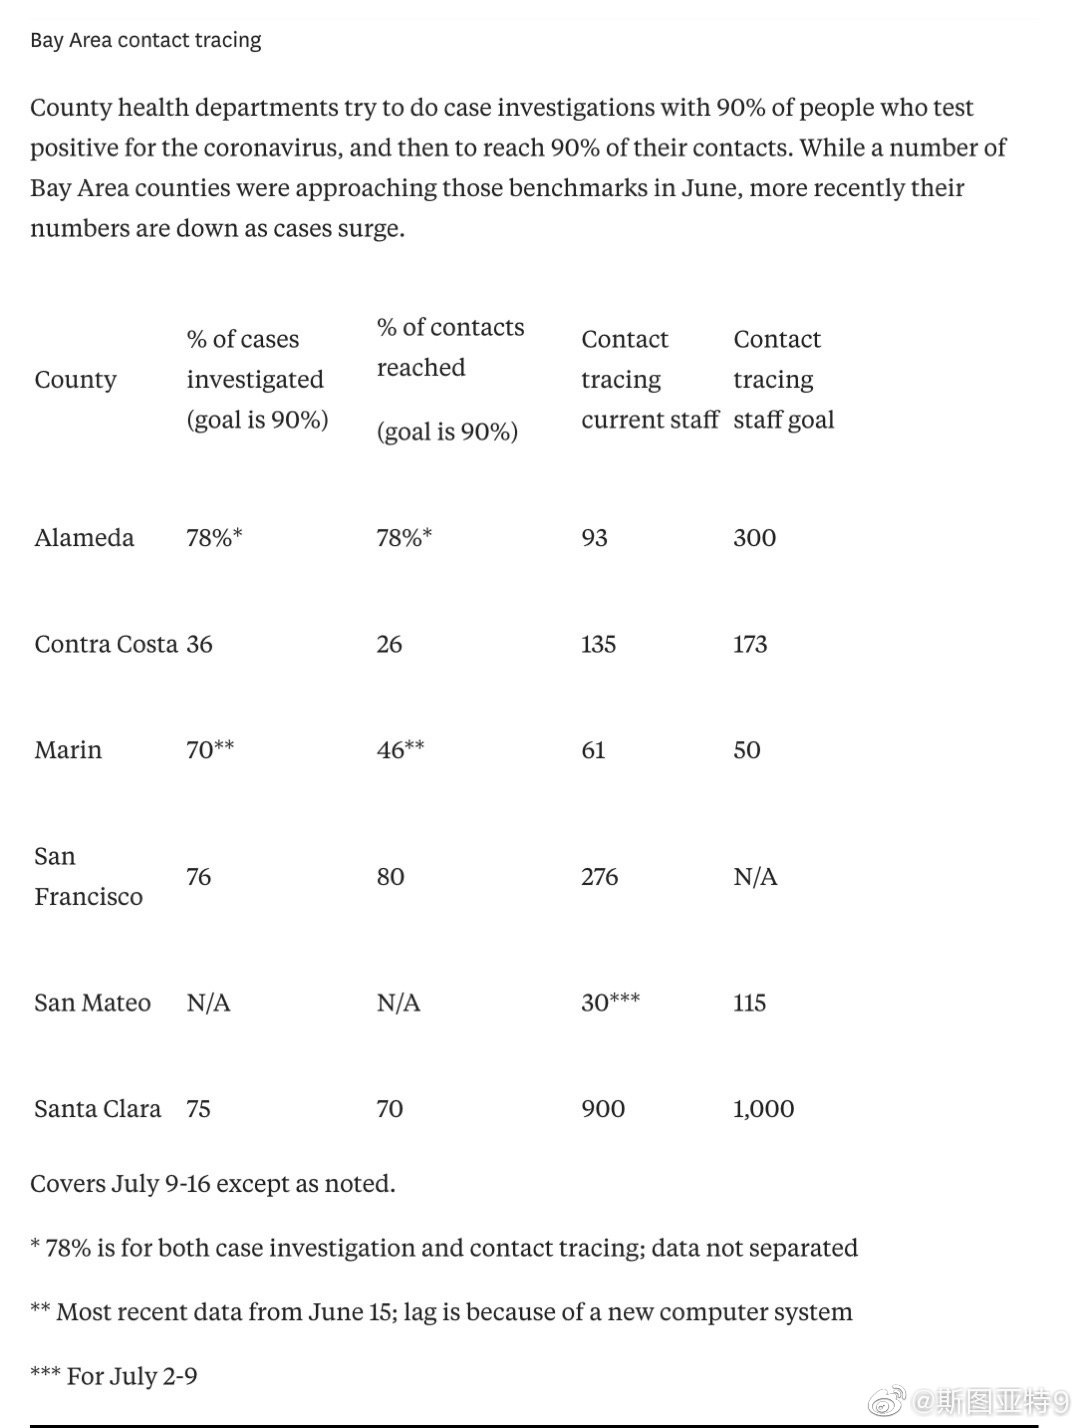 Bay Area contact tracing
County health departments try to do case investigations with 90% of people who test
positive for the coronavirus, and then to reach 90% of their contacts. While a number of
Bay Area counties were approaching those benchmarks in June, more recently their
numbers are down as cases surge.
County
% of cases
investigated
(goal is 90%)
% of contacts
reached
(goal is 90%)
Contact
tracing
current staff
Contact
tracing
staff goal
Alameda 78%* 78%* 93 300
Contra Costa 36 26 135 173
Marin 70** 46** 61 50
San
Francisco
76 80 276 N/A
San Mateo N/A N/A 30*** 115
Santa Clara 75 70 900 1,000
Covers July 9-16 except as noted.
* 78% is for both case investigation and contact tracing; data not separated
** Most recent data from June 15; lag is because of a new computer system
*** For July 2-9
@斯图亚特9